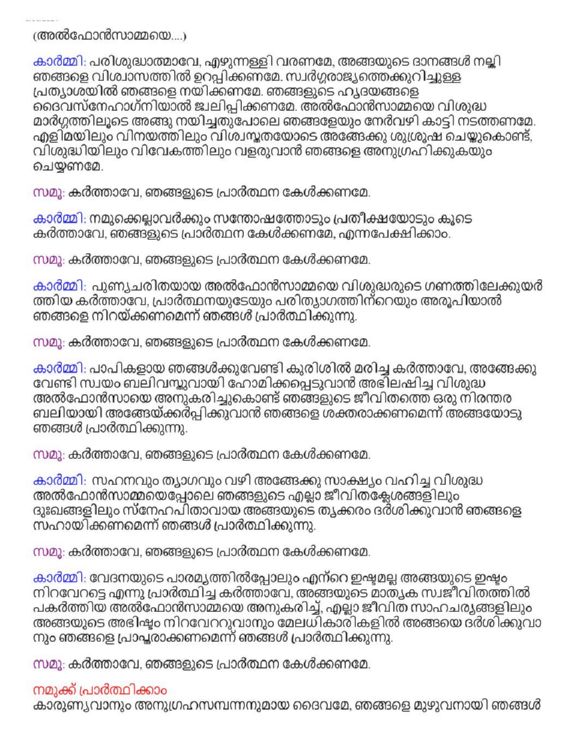 (അൽഫോൻസാമ്മയെ....)
കാർമ്മി: പരിശുദ്ധാത്മാവേ, എഴുന്നള്ളി വരണമേ, അങ്ങയുടെ ദാനങ്ങൾ നല്കി
ഞങ്ങളെ വിശ്വാസത്തിൽ ഉറപ്പിക്കണമേ. സ്വർഗ്ഗരാജ്യത്തെക്കുറിച്ചുള്ള
പ്രത്യാശയിൽ ഞങ്ങളെ നയിക്കണമേ. ഞങ്ങളുടെ ഹൃദയങ്ങളെ
ദൈവസ്നേഹാഗ്നിയാൽ ജ്വലിപ്പിക്കണമേ. അൽഫോൻസാമ്മയെ വിശുദ്ധ
മാർഗ്ഗത്തിലൂടെ അങ്ങു നയിച്ചതുപോലെ ഞങ്ങളേയും നേർവഴി കാട്ടി നടത്തണമേ.
എളിമയിലും വിനയത്തിലും വിശ്വസ്തതയോടെ അങ്ങേക്കു ശുശ്രൂഷ ചെയ്തുകൊണ്ട്,
വിശുദ്ധിയിലും വിവേകത്തിലും വളരുവാൻ ഞങ്ങളെ അനുഗ്രഹിക്കുകയും
ചെയ്യണമേ.
സമൂ: കർത്താവേ, ഞങ്ങളുടെ പ്രാർത്ഥന കേൾക്കണമേ.
കാർമ്മി: നമുക്കെല്ലാവർക്കും സന്തോഷത്തോടും പ്രതീക്ഷയോടും കൂടെ
കർത്താവേ, ഞങ്ങളുടെ പ്രാർത്ഥന കേൾക്കണമേ, എന്നപേക്ഷിക്കാം.
സമൂ: കർത്താവേ, ഞങ്ങളുടെ പ്രാർത്ഥന കേൾക്കണമേ.
കാർമ്മി: പുണ്യചരിതയായ അൽഫോൻസാമ്മയെ വിശുദ്ധരുടെ ഗണത്തിലേക്കുയർ
ത്തിയ കർത്താവേ, പ്രാർത്ഥനയുടേയും പരിത്യാഗത്തിന്റെയും അരൂപിയാൽ
ഞങ്ങളെ നിറയ്ക്കണമെന്ന് ഞങ്ങൾ പ്രാർത്ഥിക്കുന്നു.
സമൂ: കർത്താവേ, ഞങ്ങളുടെ പ്രാർത്ഥന കേൾക്കണമേ.
കാർമ്മി: പാപികളായ ഞങ്ങൾക്കുവേണ്ടി കുരിശിൽ മരിച്ച കർത്താവേ, അങ്ങേക്കു
വേണ്ടി സ്വയം ബലിവസ്തുവായി ഹോമിക്കപ്പെടുവാൻ അഭിലഷിച്ച വിശുദ്ധ
അൽഫോൻസായെ അനുകരിച്ചുകൊണ്ട് ഞങ്ങളുടെ ജീവിതത്തെ ഒരു നിരന്തര
ബലിയായി അങ്ങേയ്ക്കർപ്പിക്കുവാൻ ഞങ്ങളെ ശക്തരാക്കണമെന്ന് അങ്ങയോടു
ഞങ്ങൾ പ്രാർത്ഥിക്കുന്നു.
സമൂ: കർത്താവേ, ഞങ്ങളുടെ പ്രാർത്ഥന കേൾക്കണമേ.
കാർമ്മി: സഹനവും ത്യാഗവും വഴി അങ്ങേക്കു സാക്ഷ്യം വഹിച്ച വിശുദ്ധ
അൽഫോൻസാമ്മയെപ്പോലെ ഞങ്ങളുടെ എല്ലാ ജീവിതക്ലേശങ്ങളിലും
ദുഃഖങ്ങളിലും സ്നേഹപിതാവായ അങ്ങയുടെ തൃക്കരം ദർശിക്കുവാൻ ഞങ്ങളെ
സഹായിക്കണമെന്ന് ഞങ്ങൾ പ്രാർത്ഥിക്കുന്നു.
സമൂ: കർത്താവേ, ഞങ്ങളുടെ പ്രാർത്ഥന കേൾക്കണമേ.
കാർമ്മി: വേദനയുടെ പാരമ്യത്തിൽപ്പോലും എന്റെ ഇഷ്ടമല്ല അങ്ങയുടെ ഇഷ്ടം
നിറവേറട്ടെ എന്നു പ്രാർത്ഥിച്ച കർത്താവേ, അങ്ങയുടെ മാതൃക സ്വജീവിതത്തിൽ
പകർത്തിയ അൽഫോൻസാമ്മയെ അനുകരിച്ച്, എല്ലാ ജീവിത സാഹചര്യങ്ങളിലും
അങ്ങയുടെ അഭിഷ്ടം നിറവേററുവാനും മേലധികാരികളിൽ അങ്ങയെ ദർശിക്കുവാ
നും ഞങ്ങളെ പ്രാപ്തരാക്കണമെന്ന് ഞങ്ങൾ പ്രാർത്ഥിക്കുന്നു.
സമൂ: കർത്താവേ, ഞങ്ങളുടെ പ്രാർത്ഥന കേൾക്കണമേ.
നമുക്ക് പ്രാർത്ഥിക്കാം
കാരുണ്യവാനും അനുഗ്രഹസമ്പന്നനുമായ ദൈവമേ, ഞങ്ങളെ മുഴുവനായി ഞങ്ങൾ